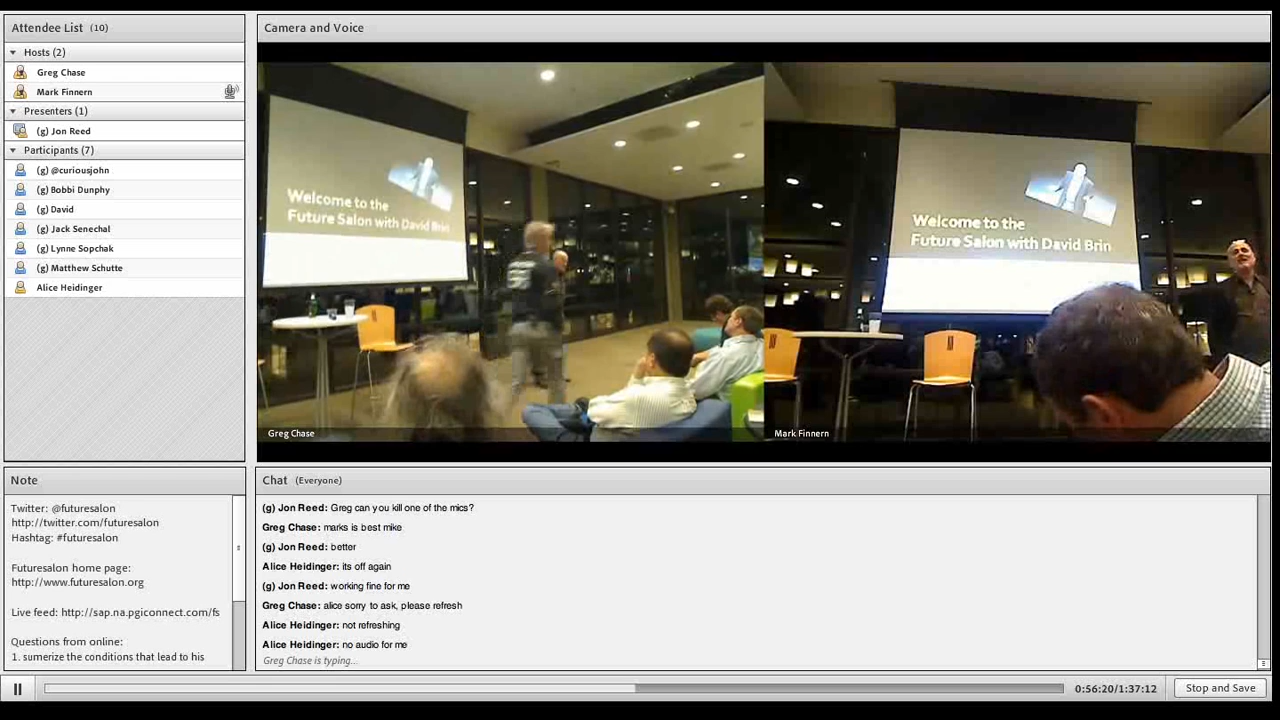 Attendee List (10)
Hosts (2)
Greg Chase
Mark Finnern
Presenters (1)
(g) Jon Reed
Participants (7)
(g) @curiousjohn
(g) Bobbi Dunphy
(g) David
(g) Jack Senechal
(g) Lynne Sopchak
(g) Matthew Schutte
Alice Heidinger
Camera and Voice
Welcome to the
Future Salon with David Brin
Greg Chase
Welcome to the
Future Salon with David Brin
Mark Finnern
Note
Twitter: @futuresalon
http://twitter.com/futuresalon
Hashtag: #futuresalon
Futuresalon home page:
http://www.futuresalon.org
Live feed: http://sap.na.pgiconnect.com/fs
Questions from online:
1. sumerize the conditions that lead to his
Chat (Everyone)
(g) Jon Reed: Greg can you kill one of the mics?
Greg Chase: marks is best mike
(g) Jon Reed: better
Alice Heidinger: its off again
(g) Jon Reed: working fine for me
Greg Chase: alice sorry to ask, please refresh
Alice Heidinger: not refreshing
Alice Heidinger: no audio for me
Greg Chase is typing...
0:56:20/1:37:12
Stop and Save